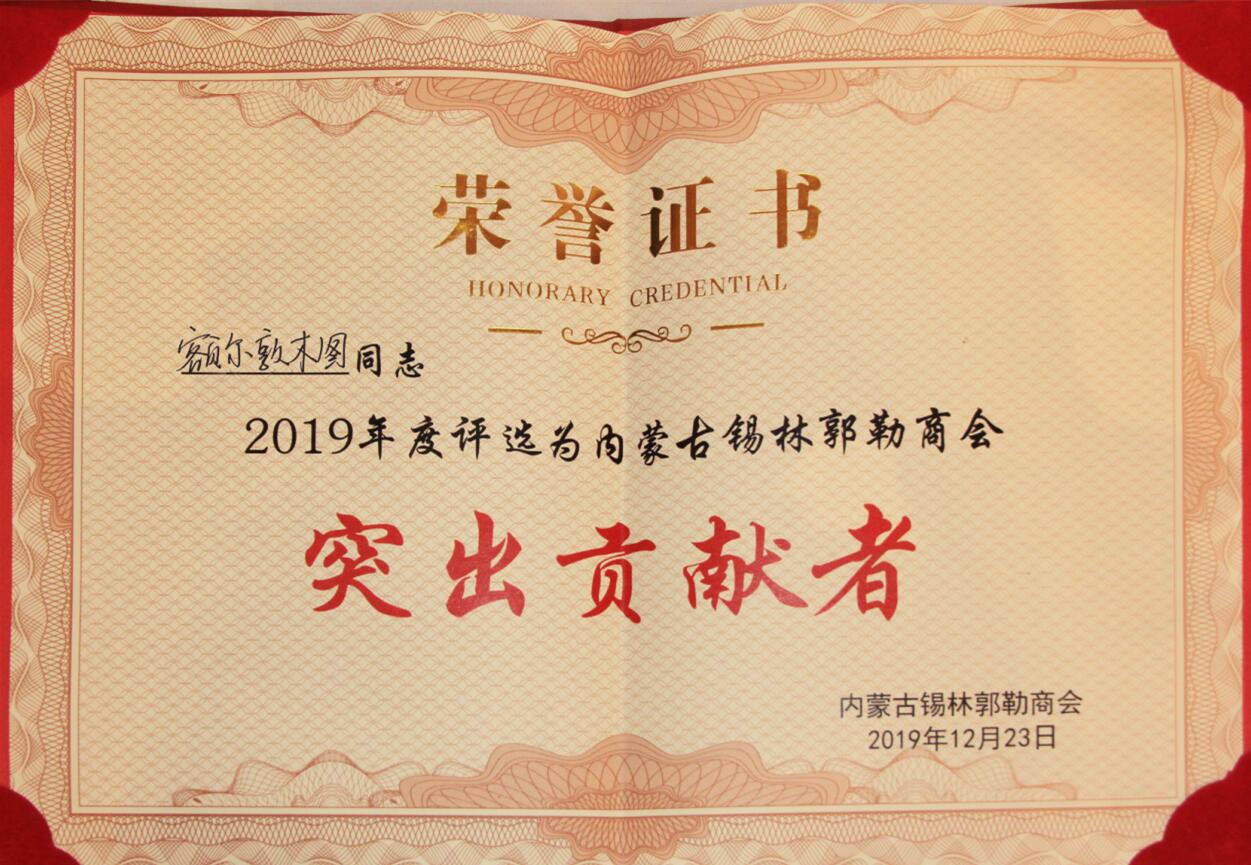 荣誉证书
HONORARY CREDENTIAL
额尔敦木图同志
2019年度评选为内蒙古锡林郭勒商会
突出贡献者
内蒙古锡林郭勒商会
2019年12月23日